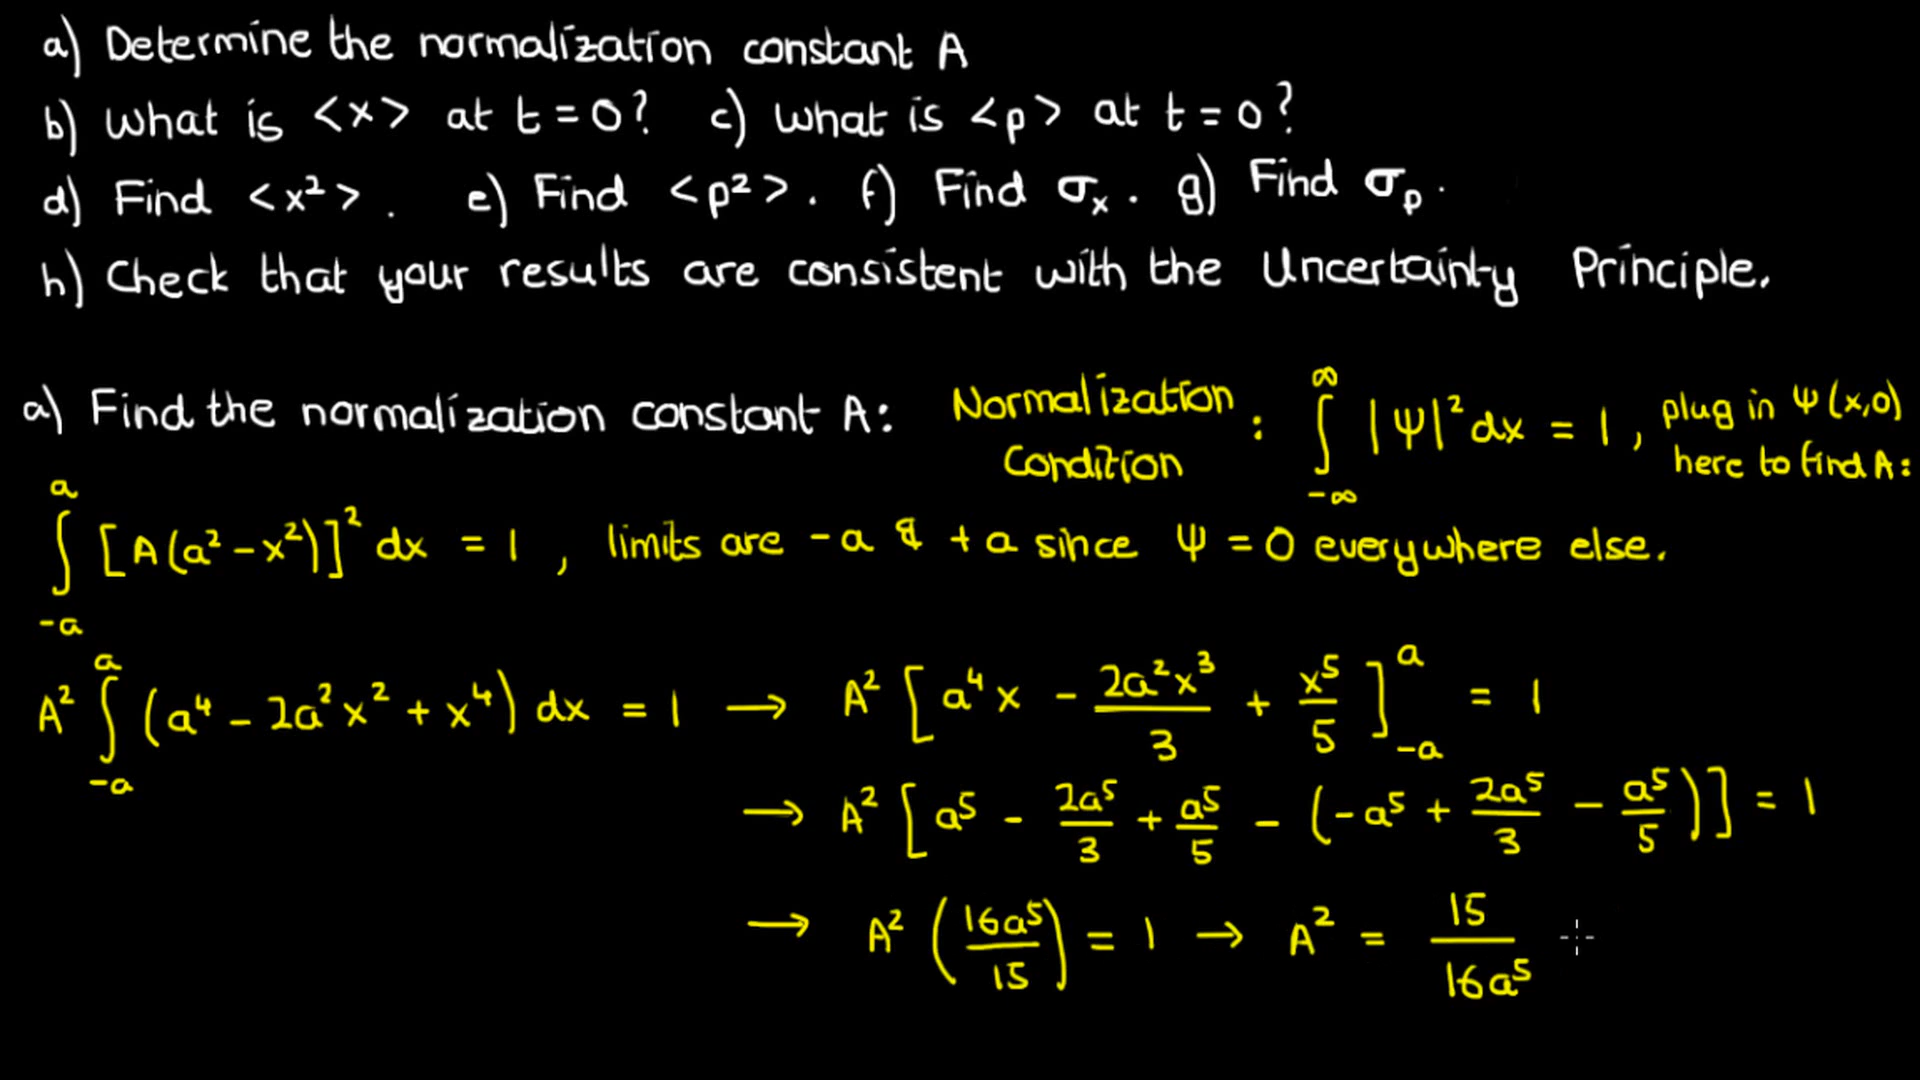 a) Determine the normalization constant A
b) What is <x> at t = 0? c) What is <p> at t = 0?
d) Find <x²>. e) Find <p²>. f) Find σₓ. g) Find σₚ.
h) Check that your results are consistent with the Uncertainty Principle.
a) Find the normalization constant A: Normalization Condition : ∫_{-∞}^{∞} |Ψ|² dx = 1, plug in Ψ(x,0) here to find A:
∫_{-a}^{a} [A(a² - x²)]² dx = 1, limits are -a & +a since Ψ = 0 everywhere else.
A² ∫_{-a}^{a} (a⁴ - 2a²x² + x⁴) dx = 1 → A² [a⁴x - 2a²x³/3 + x⁵/5]_{-a}^{a} = 1
→ A² [a⁵ - 2a⁵/3 + a⁵/5 - (-a⁵ + 2a⁵/3 - a⁵/5)] = 1
→ A² (16a⁵/15) = 1 → A² = 15/16a⁵